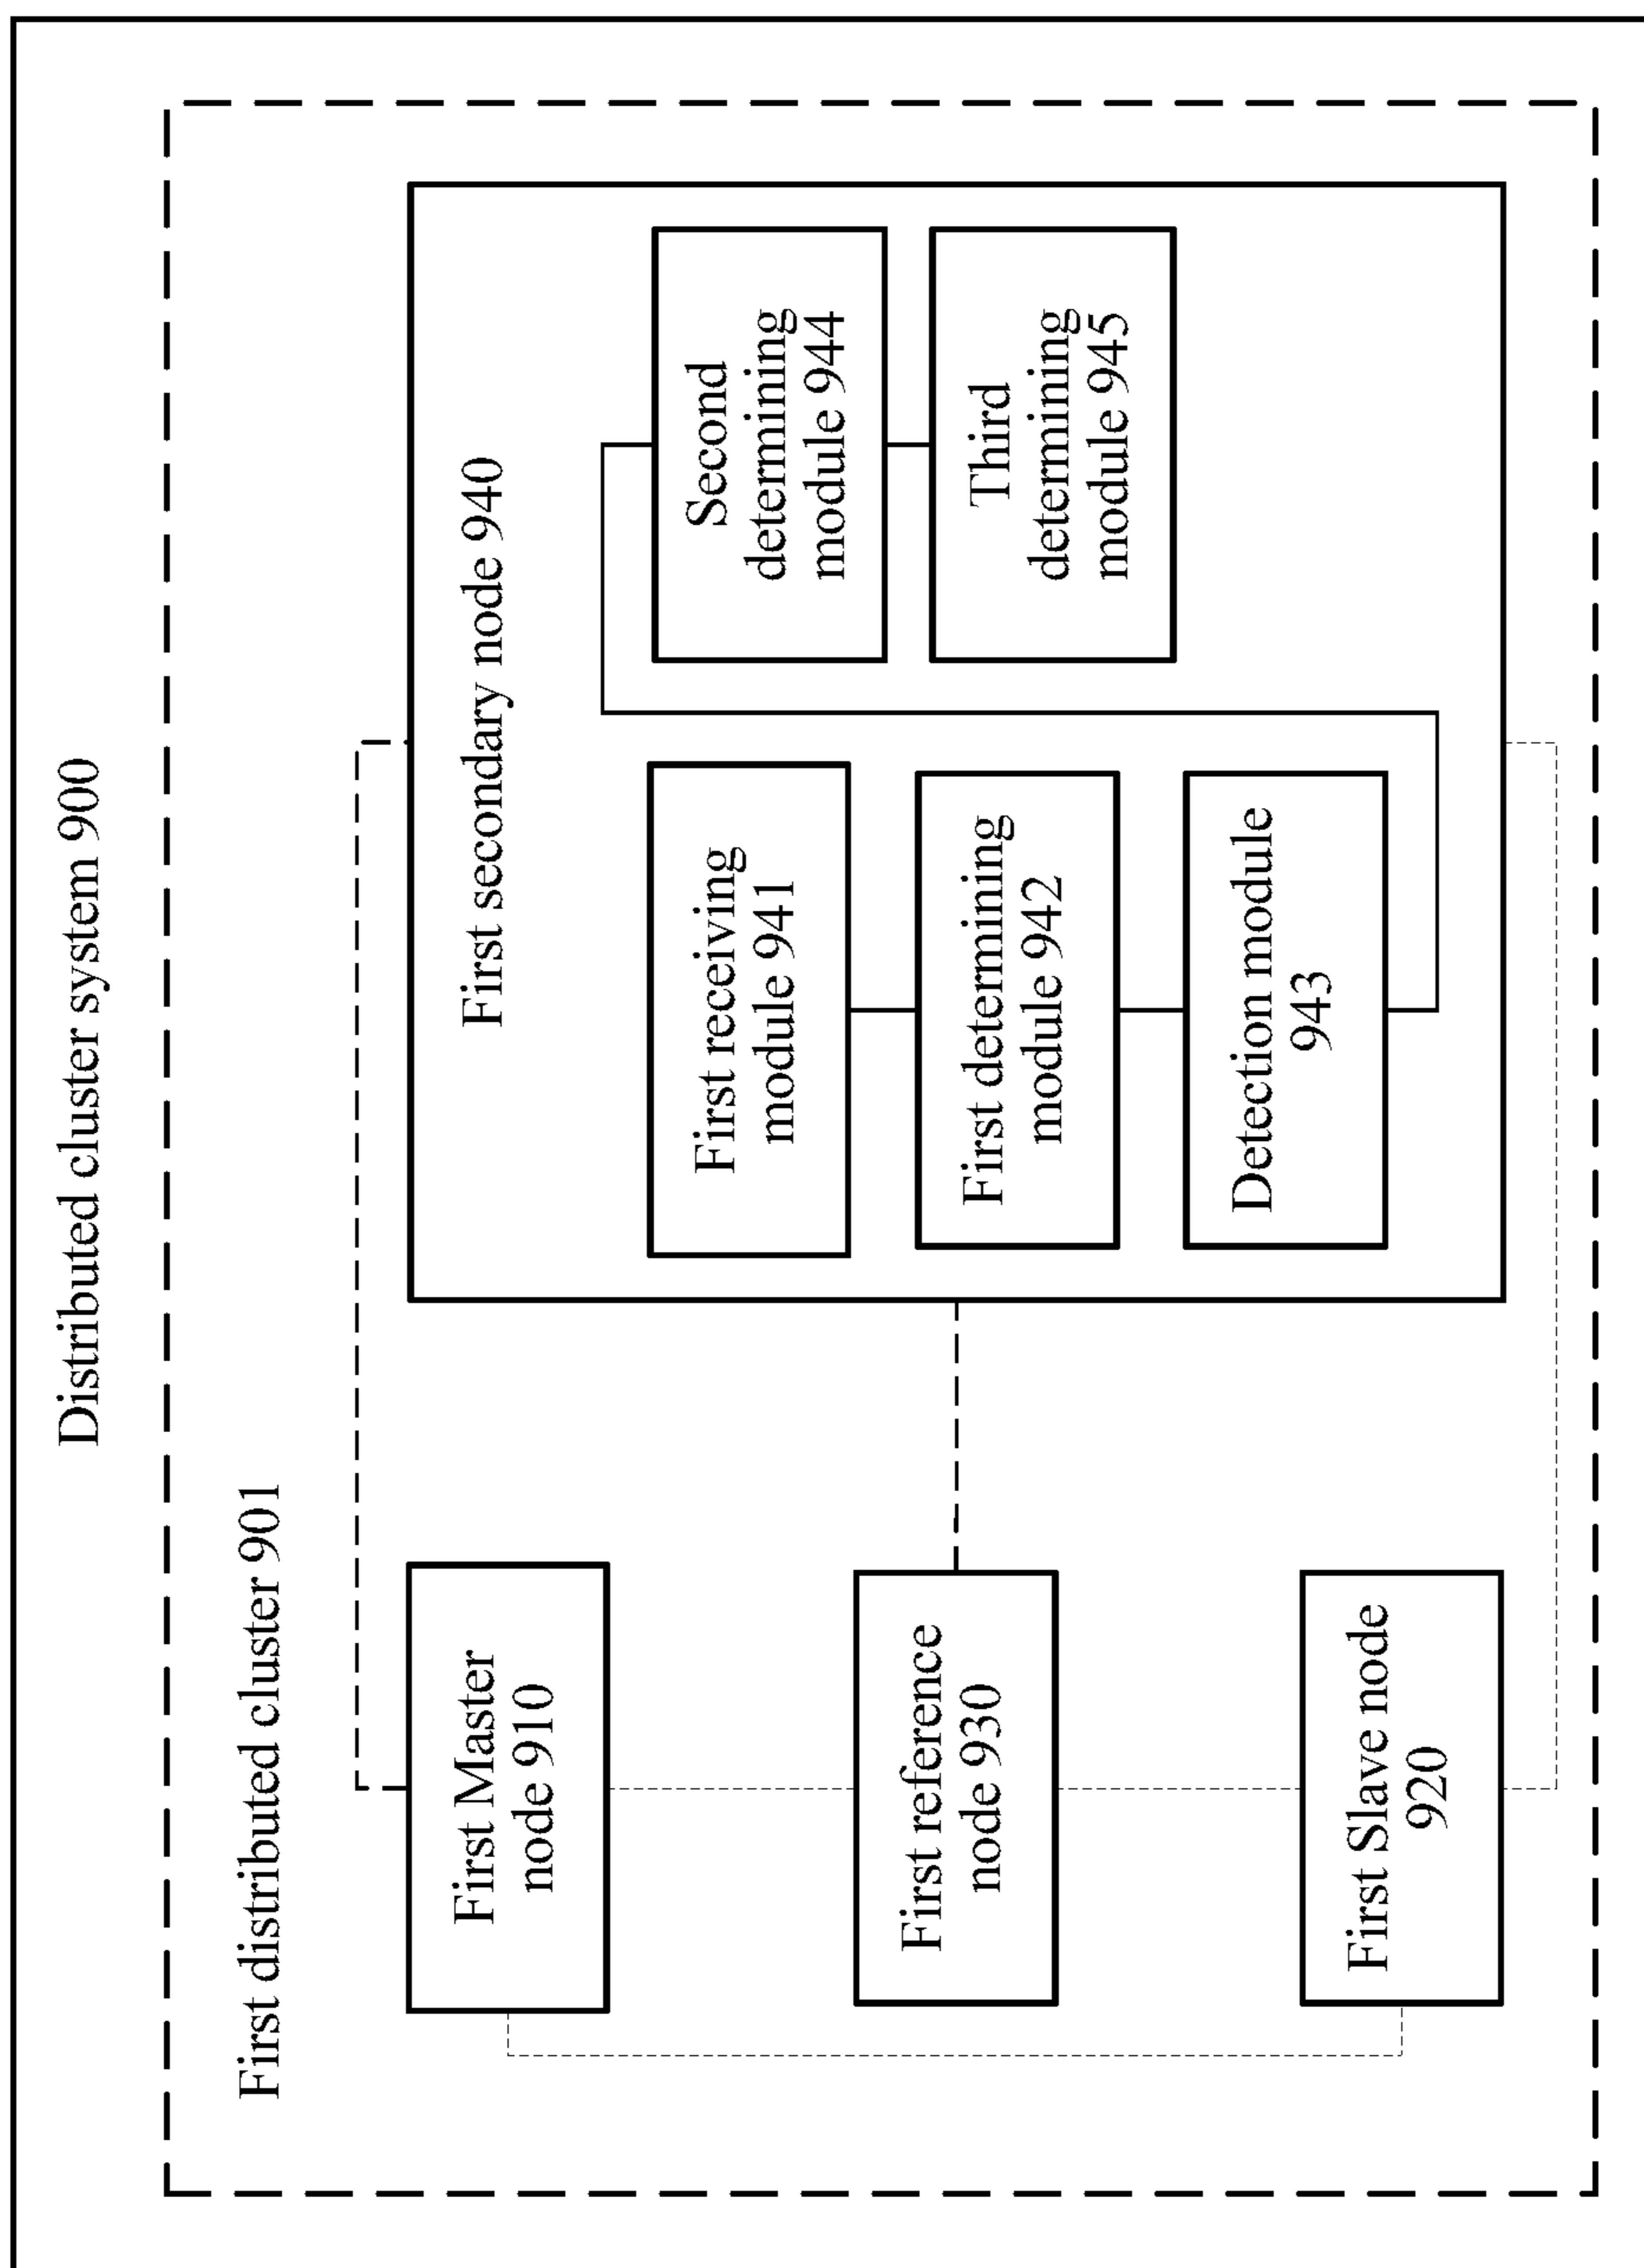 Distributed cluster system 900
First distributed cluster 901
First Master
node 910
First reference
node 930
First Slave node
920
First secondary node 940
First receiving
module 941
First determining
module 942
Detection module
943
Second
determining
module 944
Third
determining
module 945